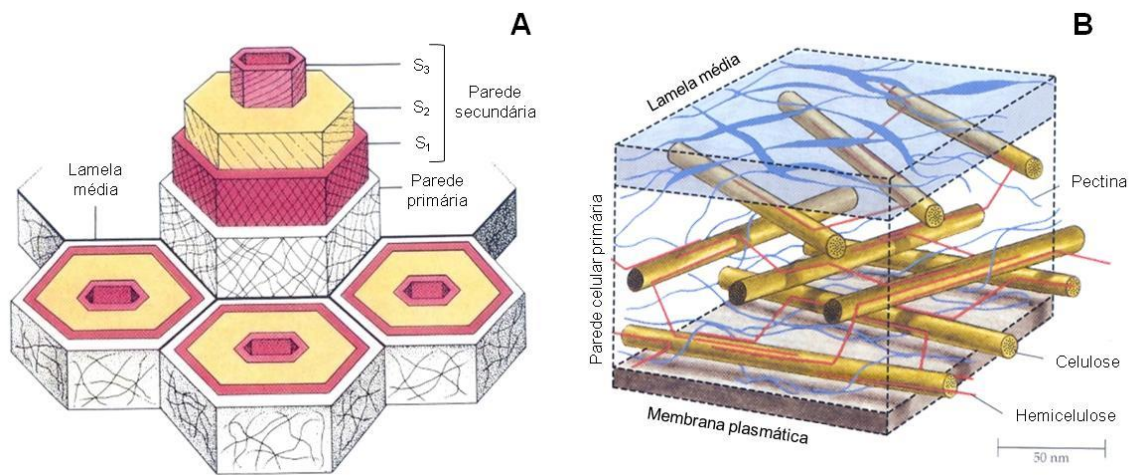 A
S3
S2
S1
Parede
secundária
Lamela
média
Parede
primária
B
Lamela média
Pectina
Parede celular primária
Celulose
Hemicelulose
Membrana plasmática
50 nm